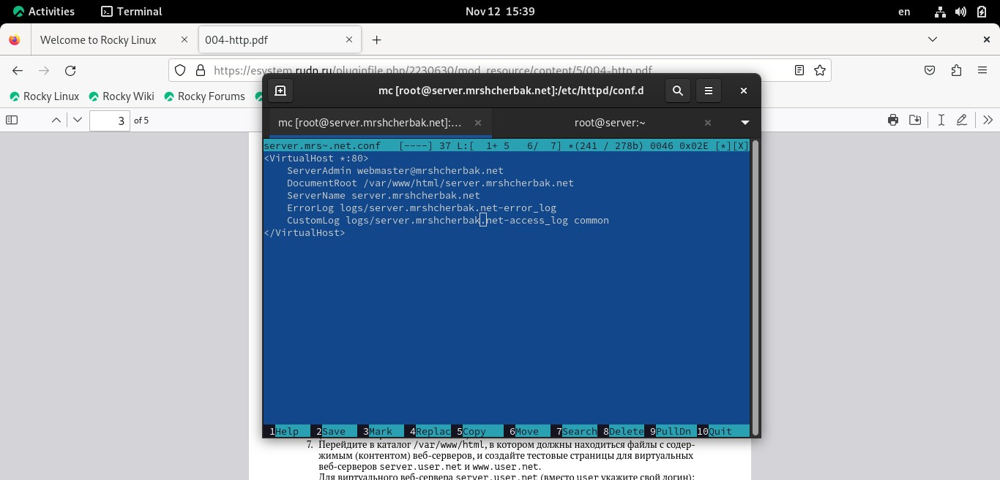 Activities Terminal Nov 12 15:39 en
Welcome to Rocky Linux 004-http.pdf
https://esystem.rudn.ru/pluginfile.php/2230630/mod_resource/content/5/004-http.pdf
Rocky Linux Rocky Wiki Rocky Forums
mc [root@server.mrshcherbak.net]:/etc/httpd/conf.d
3 of 5
mc [root@server.mrshcherbak.net]:... root@server:~
server.mrs~.net.conf [----] 37 L:[ 1+ 5 6/ 7] *(241 / 278b) 0046 0x02E [*][X]
<VirtualHost *:80>
ServerAdmin webmaster@mrshcherbak.net
DocumentRoot /var/www/html/server.mrshcherbak.net
ServerName server.mrshcherbak.net
ErrorLog logs/server.mrshcherbak.net-error_log
CustomLog logs/server.mrshcherbak.net-access_log common
</VirtualHost>
1Help 2Save 3Mark 4Replac 5Copy 6Move 7Search 8Delete 9PullDn 10Quit
7. Перейдите в каталог /var/www/html, в котором должны находиться файлы с содер-
жимым (контентом) веб-серверов, и создайте тестовые страницы для виртуальных
веб-серверов server.user.net и www.user.net.
Для виртуального веб-сервера server.user.net (вместо user укажите свой логин):